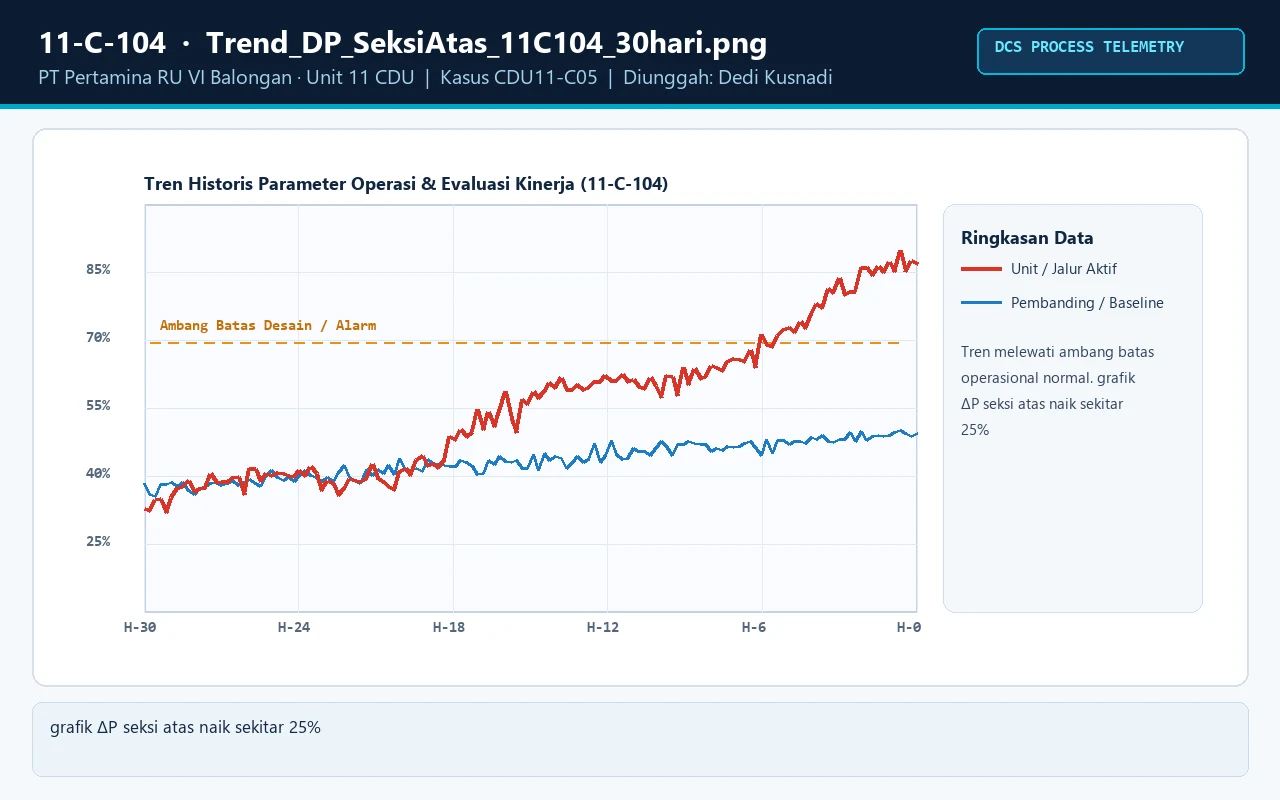 11-C-104 · Trend_DP_SeksiAtas_11C104_30hari.png
DCS PROCESS TELEMETRY
PT Pertamina RU VI Balongan · Unit 11 CDU | Kasus CDU11-C05 | Diunggah: Dedi Kusnadi
Tren Historis Parameter Operasi & Evaluasi Kinerja (11-C-104)
85%
70%
55%
40%
25%
Ambang Batas Desain / Alarm
H-30
H-24
H-18
H-12
H-6
H-0
Ringkasan Data
Unit / Jalur Aktif
Pembanding / Baseline
Tren melewati ambang batas
operasional normal. grafik
ΔP seksi atas naik sekitar
25%
grafik ΔP seksi atas naik sekitar 25%